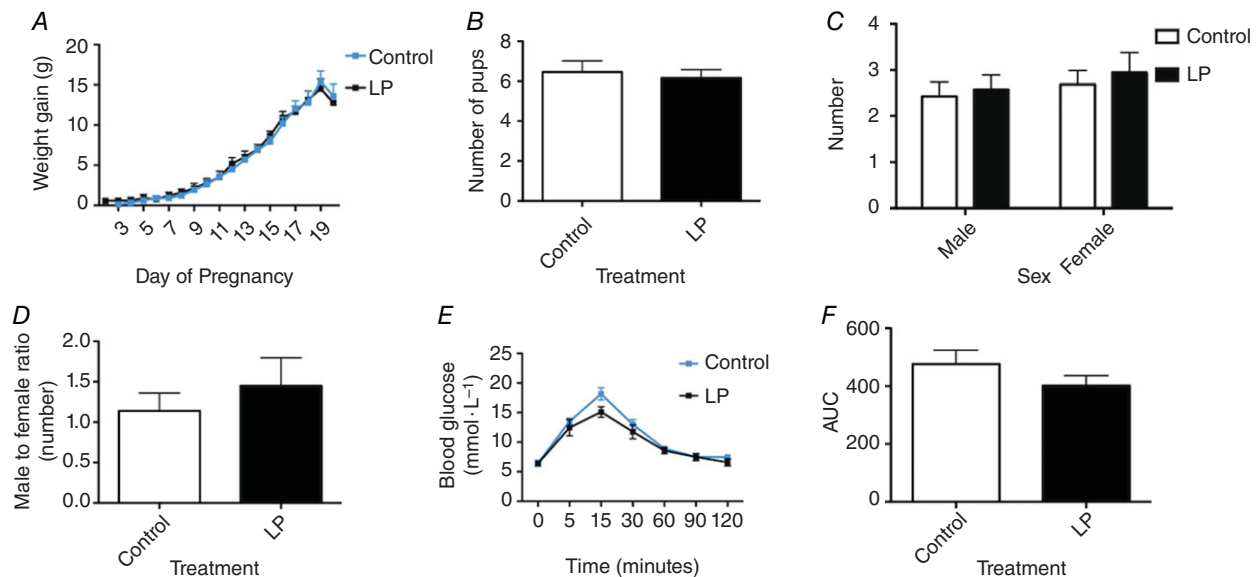 A
Weight gain (g)
20
15
10
5
0
3 5 7 9 11 13 15 17 19
Day of Pregnancy
Control
LP
B
Number of pups
8
6
4
2
0
Control LP
Treatment
C
Number
4
3
2
1
0
Male Female
Sex
Control
LP
D
Male to female ratio
(number)
2.0
1.5
1.0
0.5
0.0
Control LP
Treatment
E
Blood glucose
(mmol·L⁻¹)
25
20
15
10
5
0
0 5 15 30 60 90 120
Time (minutes)
Control
LP
F
AUC
600
400
200
0
Control LP
Treatment